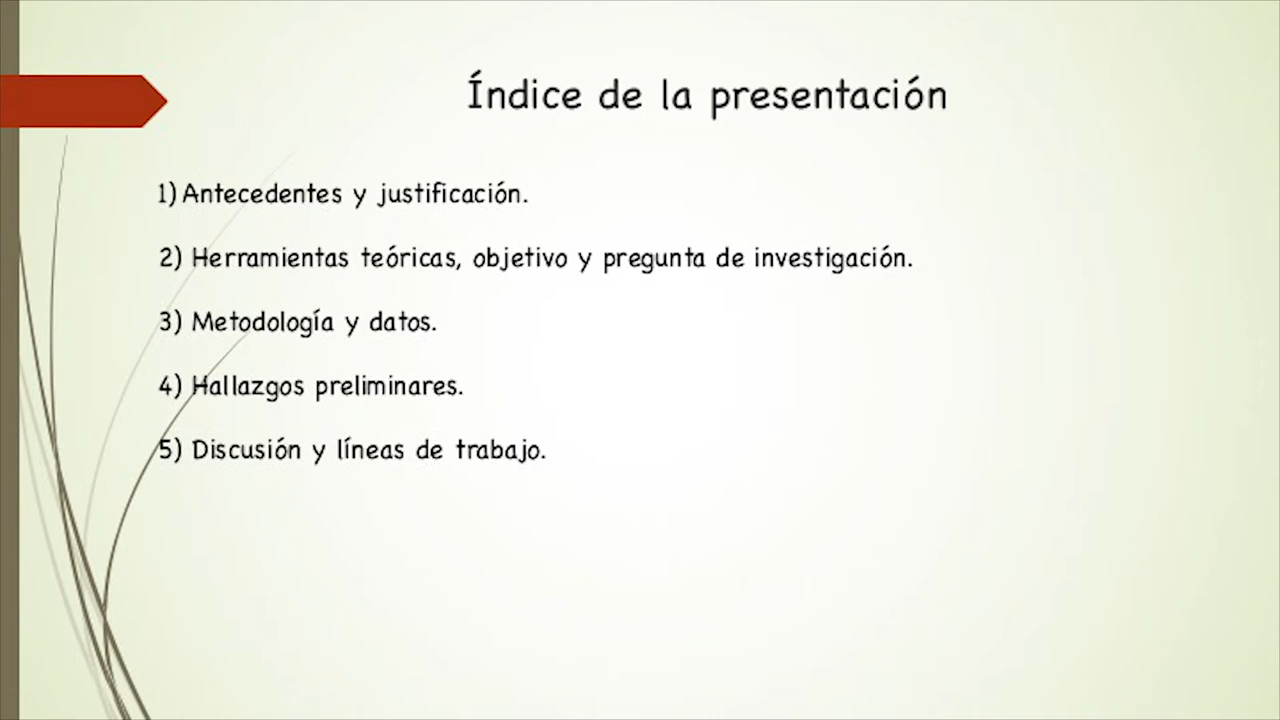 Índice de la presentación
1) Antecedentes y justificación.
2) Herramientas teóricas, objetivo y pregunta de investigación.
3) Metodología y datos.
4) Hallazgos preliminares.
5) Discusión y líneas de trabajo.